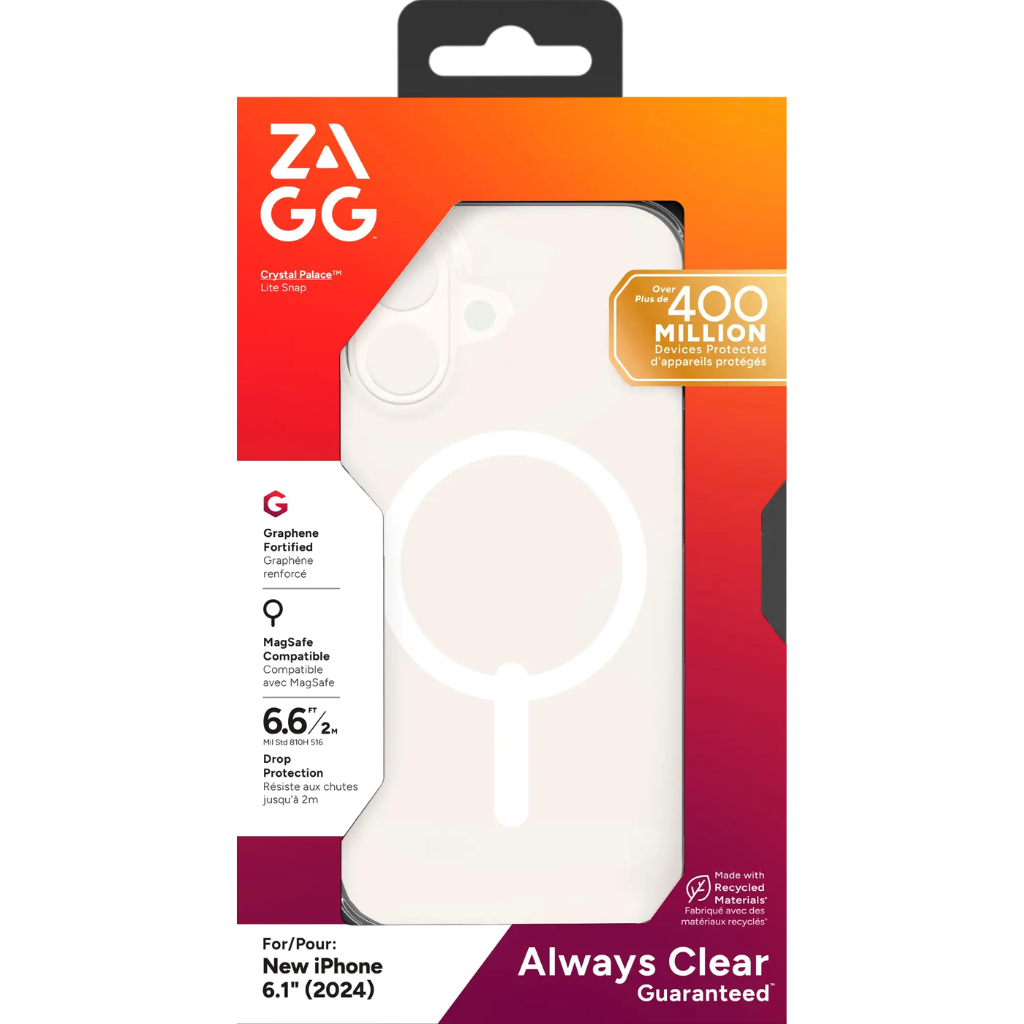 ZA
GG™
Crystal Palace™
Lite Snap
Over
Plus de
400
MILLION
Devices Protected
d'appareils protégés
G
Graphene
Fortified
Graphène
renforcé
MagSafe
Compatible
Compatible
avec MagSafe
6.6FT/2M
Mil Std 810H 516
Drop
Protection
Résiste aux chutes
jusqu'à 2m
Made with
Recycled
Materials*
Fabriqué avec des
matériaux recyclés*
For/Pour:
New iPhone
6.1" (2024)
Always Clear
Guaranteed™